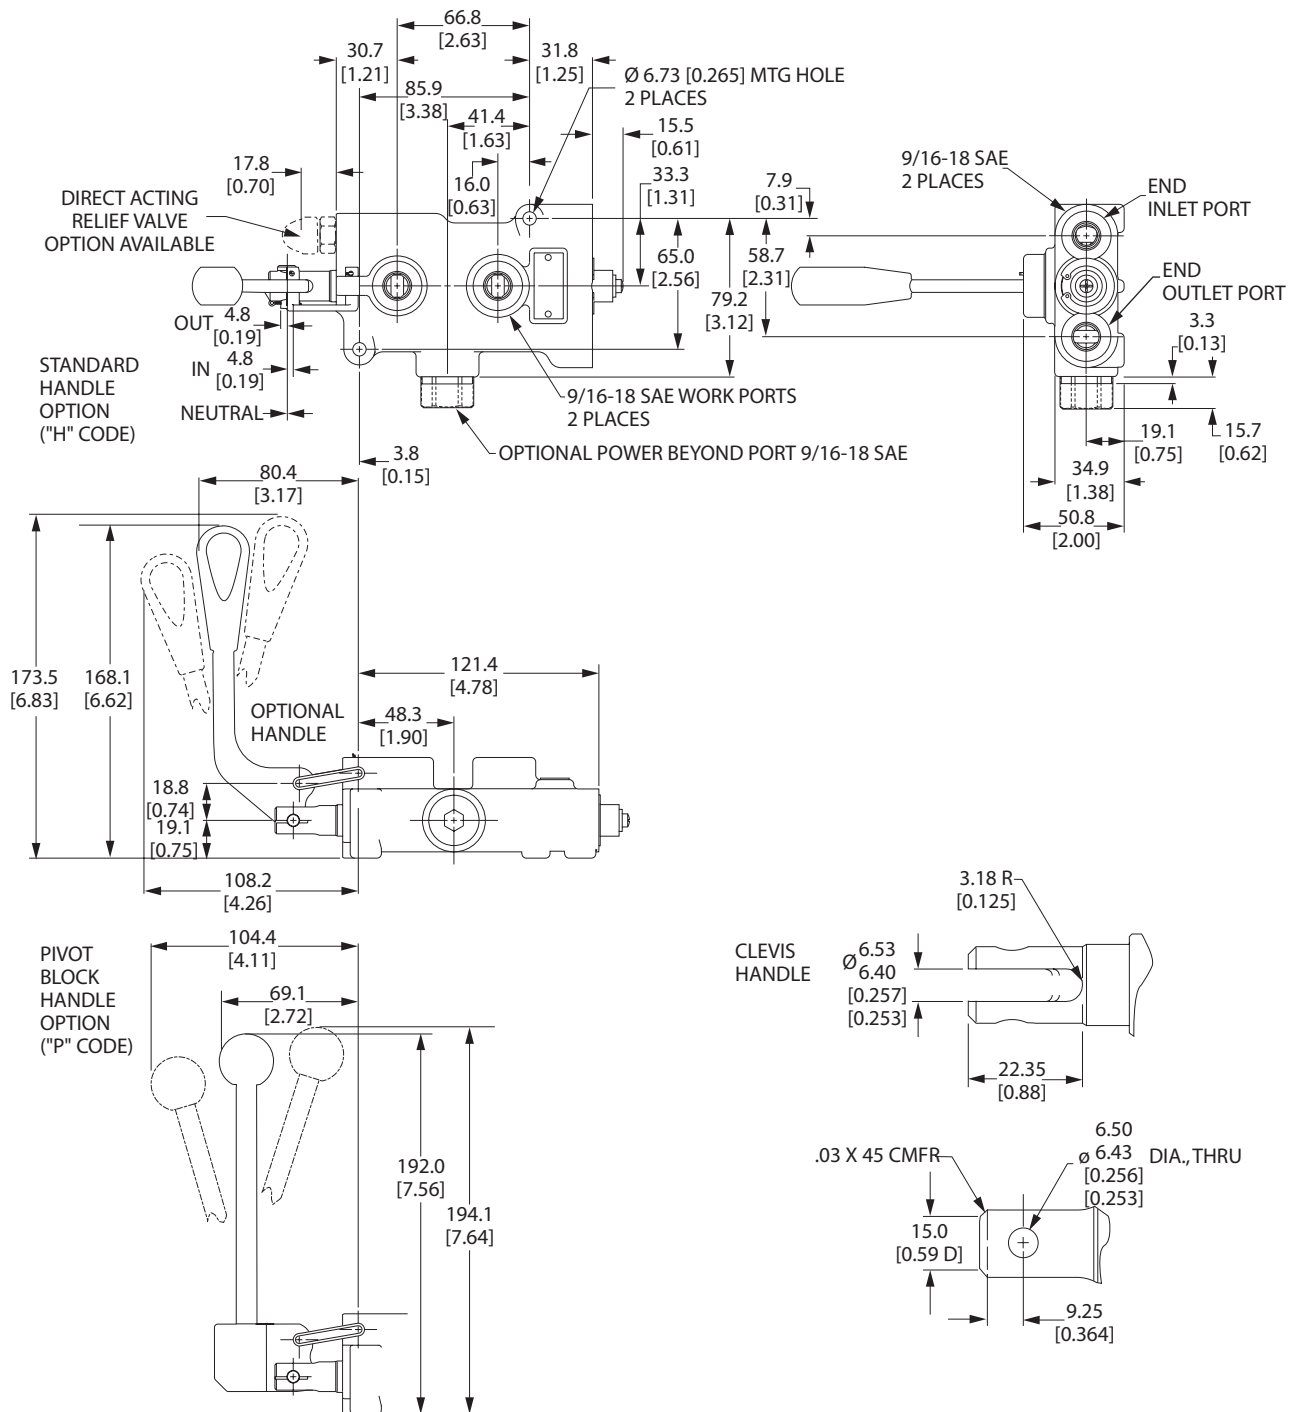 66.8
[2.63]
30.7
[1.21]
31.8
[1.25]
Ø 6.73 [0.265] MTG HOLE
2 PLACES
85.9
[3.38]
41.4
[1.63]
15.5
[0.61]
17.8
[0.70]
16.0
[0.63]
33.3
[1.31]
7.9
[0.31]
9/16-18 SAE
2 PLACES
END
INLET PORT
DIRECT ACTING
RELIEF VALVE
OPTION AVAILABLE
65.0
[2.56]
58.7
[2.31]
79.2
[3.12]
END
OUTLET PORT
OUT
4.8
[0.19]
IN
4.8
[0.19]
NEUTRAL
3.3
[0.13]
STANDARD
HANDLE
OPTION
("H" CODE)
9/16-18 SAE WORK PORTS
2 PLACES
OPTIONAL POWER BEYOND PORT 9/16-18 SAE
19.1
[0.75]
15.7
[0.62]
3.8
[0.15]
34.9
[1.38]
50.8
[2.00]
80.4
[3.17]
173.5
[6.83]
168.1
[6.62]
121.4
[4.78]
OPTIONAL
HANDLE
48.3
[1.90]
18.8
[0.74]
19.1
[0.75]
108.2
[4.26]
PIVOT
BLOCK
HANDLE
OPTION
("P" CODE)
104.4
[4.11]
69.1
[2.72]
192.0
[7.56]
194.1
[7.64]
CLEVIS
HANDLE
3.18 R
[0.125]
Ø 6.53
6.40
[0.257]
[0.253]
22.35
[0.88]
.03 X 45 CMFR
6.50
ø 6.43 DIA., THRU
[0.256]
[0.253]
15.0
[0.59 D]
9.25
[0.364]